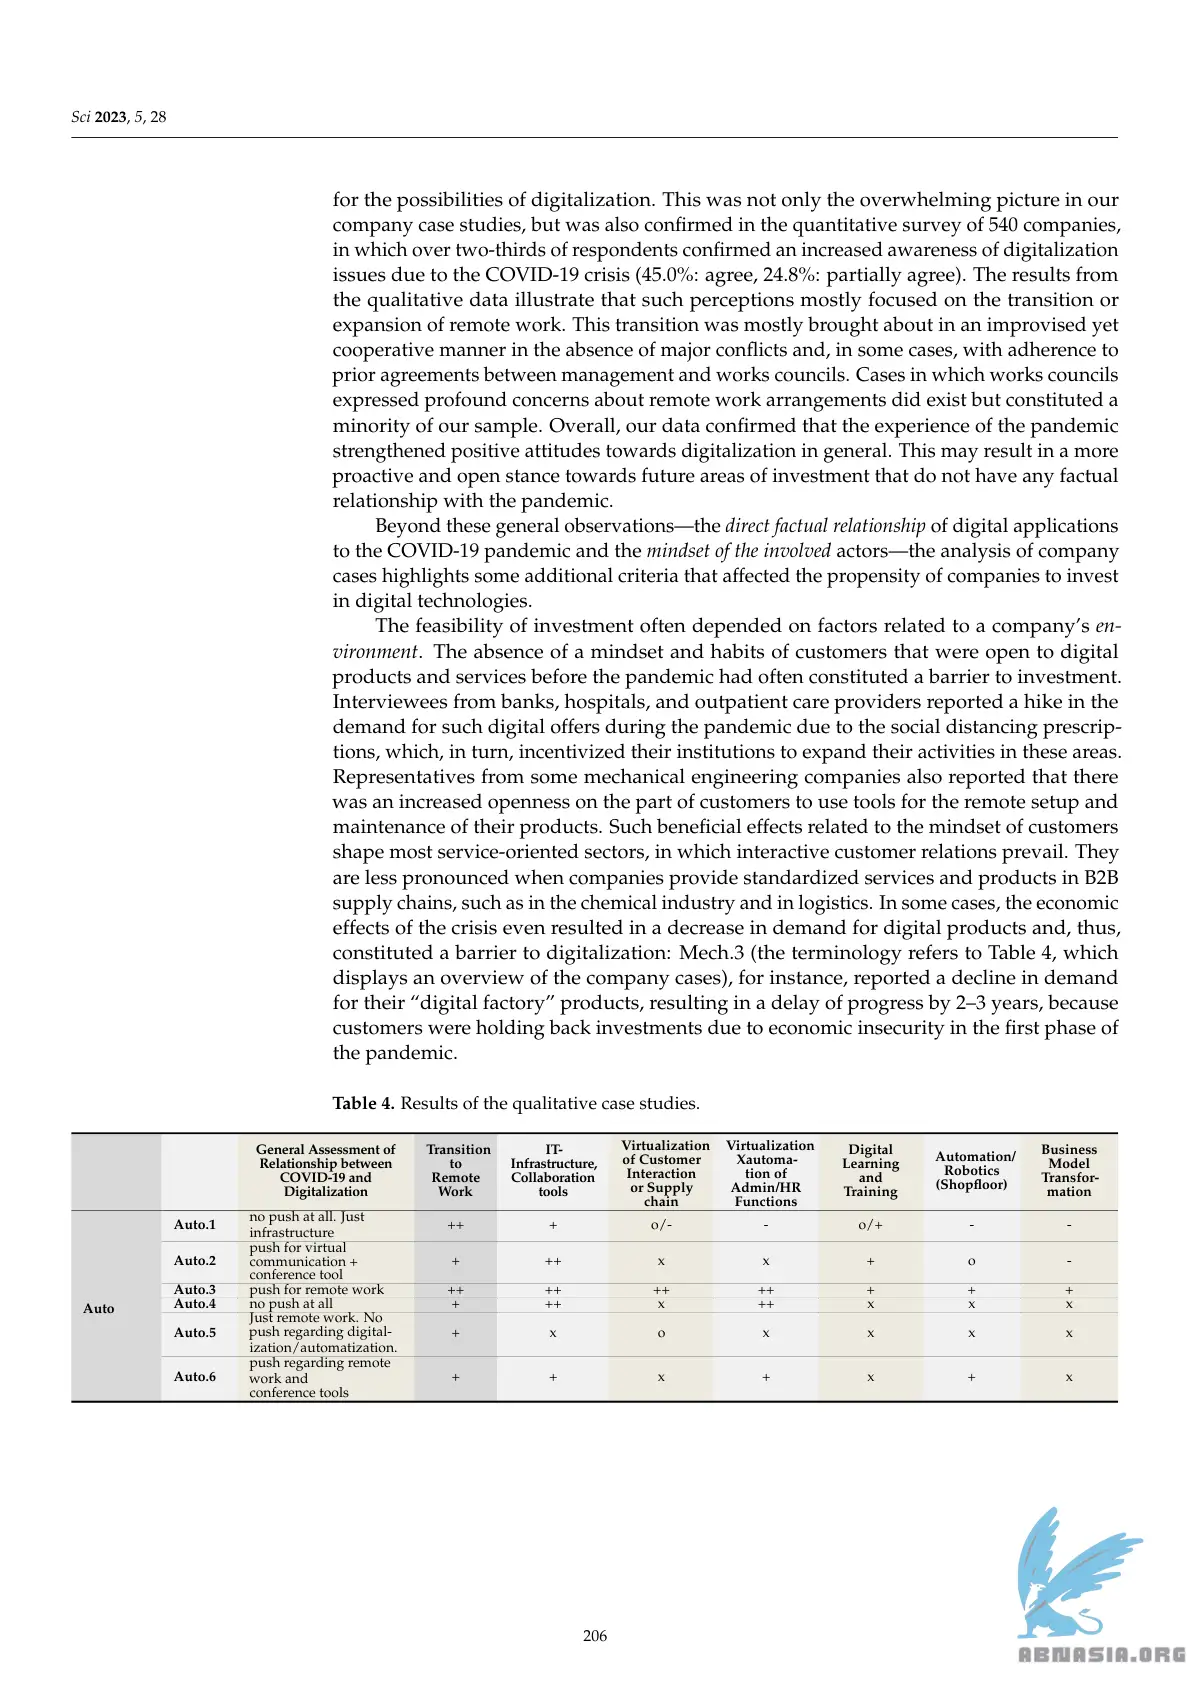 Sci 2023, 5, 28
for the possibilities of digitalization. This was not only the overwhelming picture in our
company case studies, but was also confirmed in the quantitative survey of 540 companies,
in which over two-thirds of respondents confirmed an increased awareness of digitalization
issues due to the COVID-19 crisis (45.0%: agree, 24.8%: partially agree). The results from
the qualitative data illustrate that such perceptions mostly focused on the transition or
expansion of remote work. This transition was mostly brought about in an improvised yet
cooperative manner in the absence of major conflicts and, in some cases, with adherence to
prior agreements between management and works councils. Cases in which works councils
expressed profound concerns about remote work arrangements did exist but constituted a
minority of our sample. Overall, our data confirmed that the experience of the pandemic
strengthened positive attitudes towards digitalization in general. This may result in a more
proactive and open stance towards future areas of investment that do not have any factual
relationship with the pandemic.
Beyond these general observations—the direct factual relationship of digital applications
to the COVID-19 pandemic and the mindset of the involved actors—the analysis of company
cases highlights some additional criteria that affected the propensity of companies to invest
in digital technologies.
The feasibility of investment often depended on factors related to a company's en-
vironment. The absence of a mindset and habits of customers that were open to digital
products and services before the pandemic had often constituted a barrier to investment.
Interviewees from banks, hospitals, and outpatient care providers reported a hike in the
demand for such digital offers during the pandemic due to the social distancing prescrip-
tions, which, in turn, incentivized their institutions to expand their activities in these areas.
Representatives from some mechanical engineering companies also reported that there
was an increased openness on the part of customers to use tools for the remote setup and
maintenance of their products. Such beneficial effects related to the mindset of customers
shape most service-oriented sectors, in which interactive customer relations prevail. They
are less pronounced when companies provide standardized services and products in B2B
supply chains, such as in the chemical industry and in logistics. In some cases, the economic
effects of the crisis even resulted in a decrease in demand for digital products and, thus,
constituted a barrier to digitalization: Mech.3 (the terminology refers to Table 4, which
displays an overview of the company cases), for instance, reported a decline in demand
for their "digital factory" products, resulting in a delay of progress by 2–3 years, because
customers were holding back investments due to economic insecurity in the first phase of
the pandemic.
Table 4. Results of the qualitative case studies.
General Assessment of
Relationship between
COVID-19 and
Digitalization
Transition
to
Remote
Work
IT-
Infrastructure,
Collaboration
tools
Virtualization
of Customer
Interaction
or Supply
chain
Virtualization
Xautoma-
tion of
Admin/HR
Functions
Digital
Learning
and
Training
Automation/
Robotics
(Shopfloor)
Business
Model
Transfor-
mation
Auto
Auto.1
no push at all. Just
infrastructure
++ + o/- - o/+ - -
Auto.2
push for virtual
communication +
conference tool
+ ++ x x + o -
Auto.3 push for remote work ++ ++ ++ ++ + + +
Auto.4 no push at all + ++ x ++ x x x
Auto.5
Just remote work. No
push regarding digital-
ization/automatization.
+ x o x x x x
Auto.6
push regarding remote
work and
conference tools
+ + x + x + x
206
ABNASIA.ORG